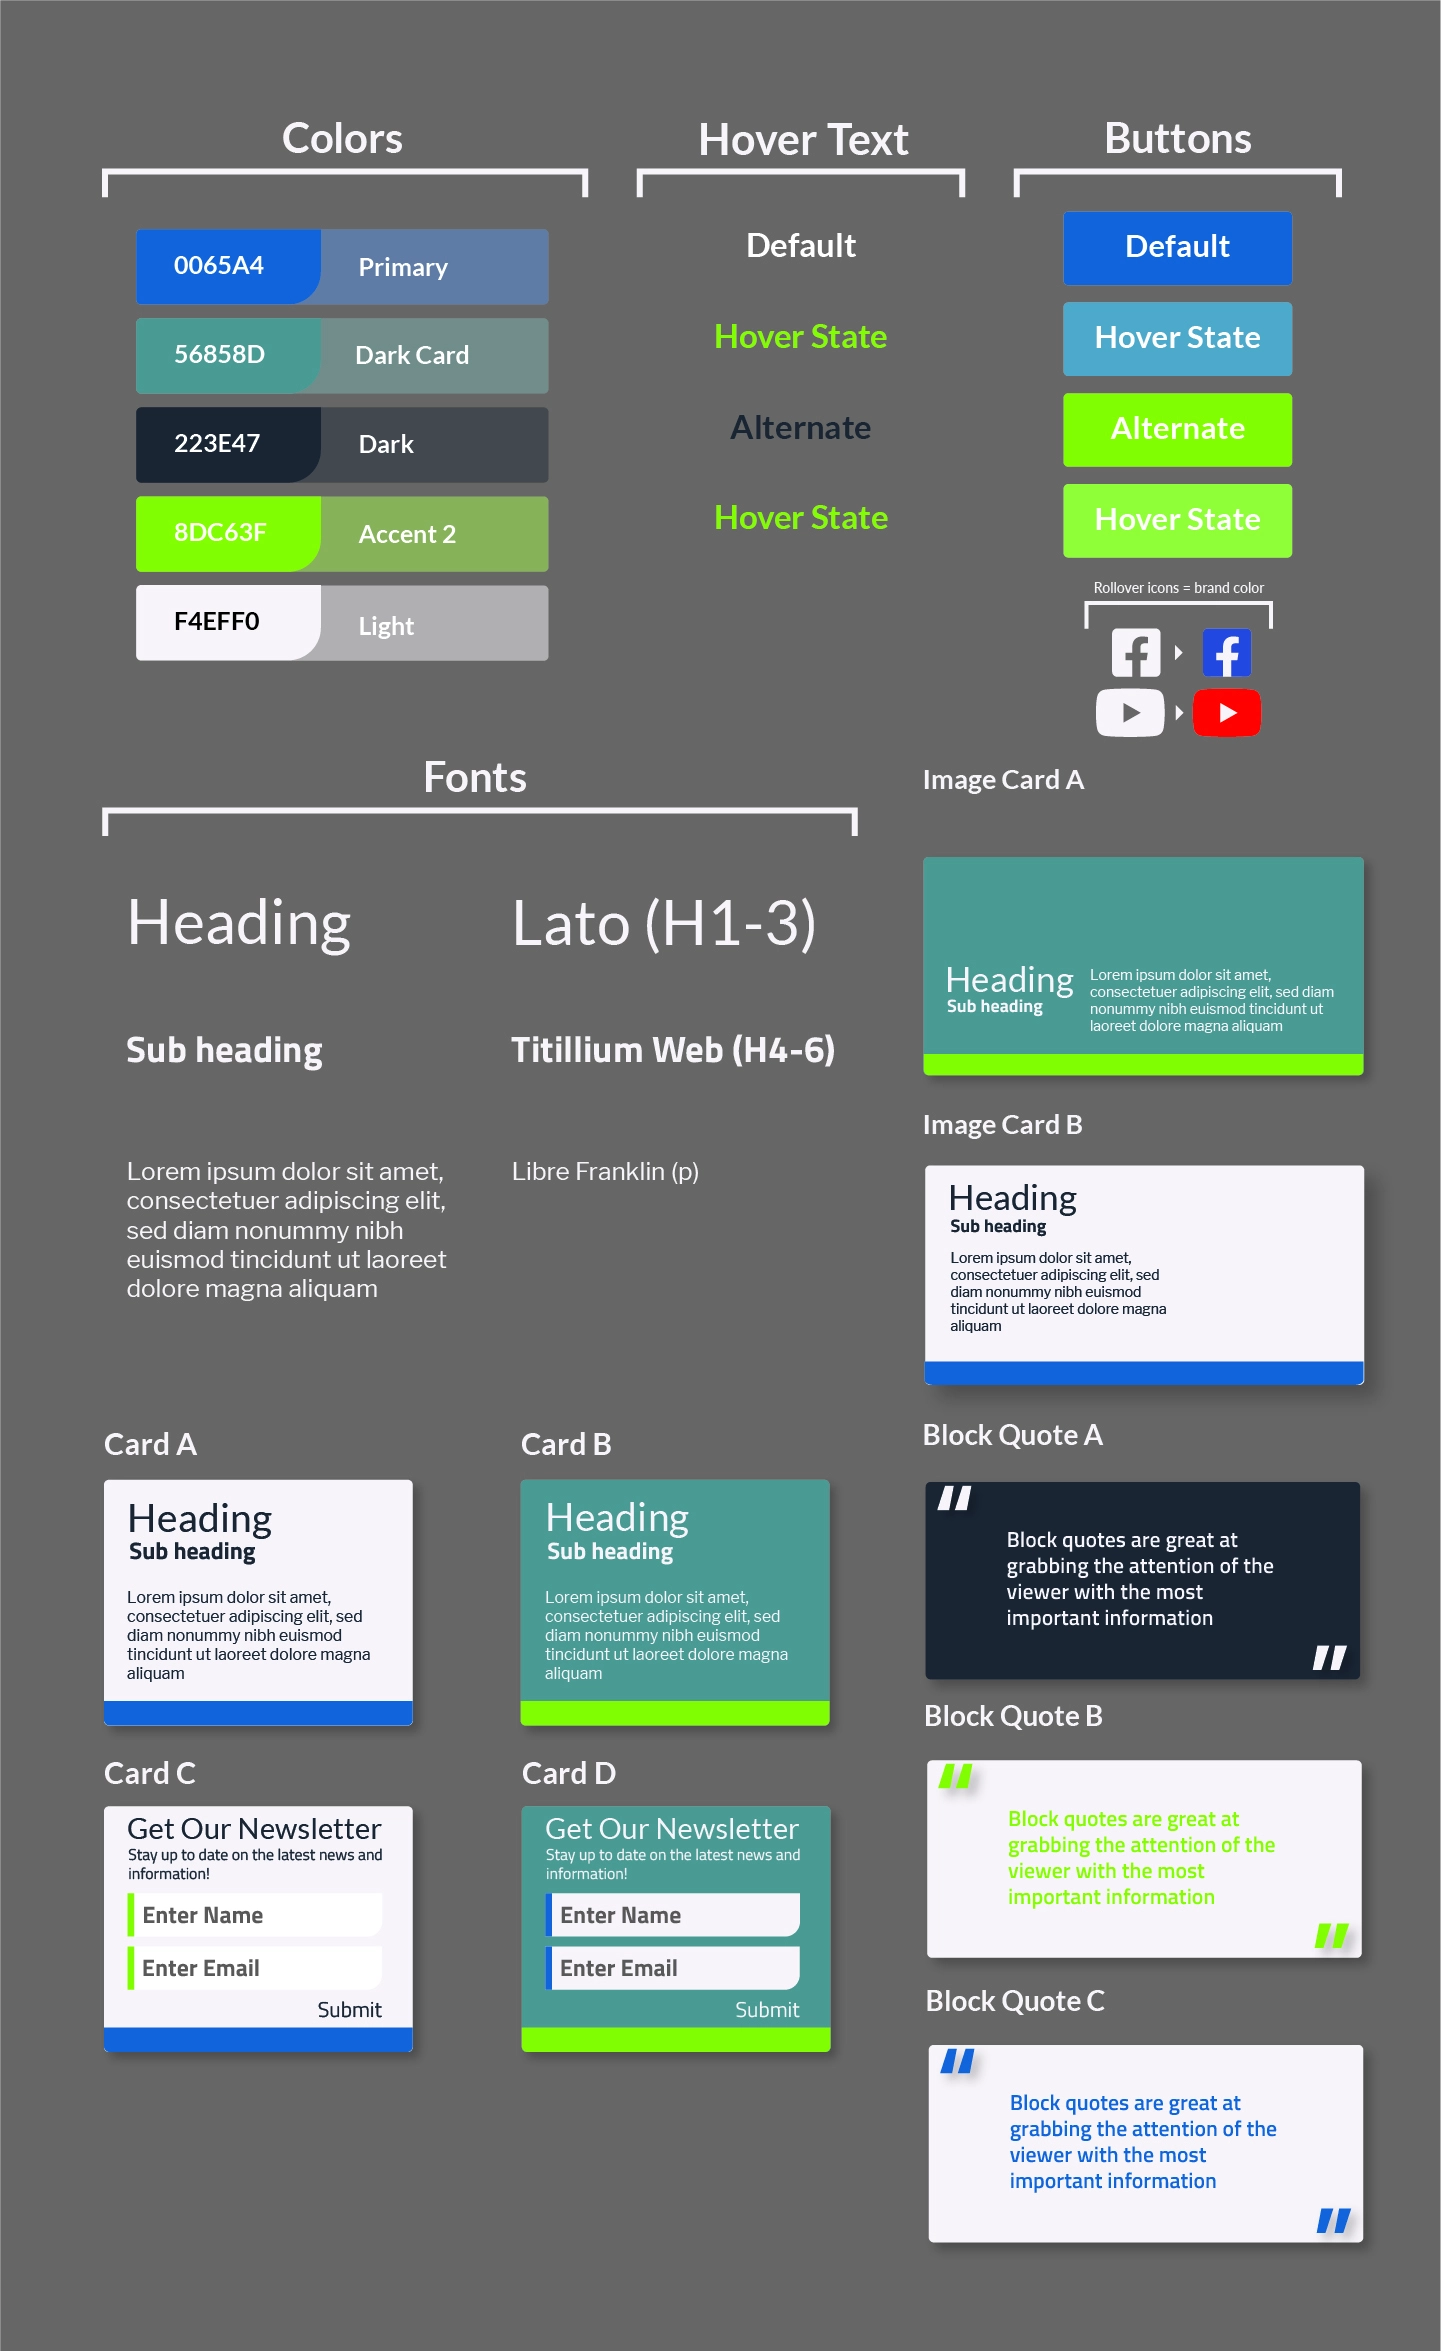 Colors
0065A4
Primary
56858D
Dark Card
223E47
Dark
8DC63F
Accent 2
F4EFF0
Light
Hover Text
Default
Hover State
Alternate
Hover State
Buttons
Default
Hover State
Alternate
Hover State
Rollover icons = brand color
Fonts
Heading
Lato (H1-3)
Sub heading
Titillium Web (H4-6)
Lorem ipsum dolor sit amet,
consectetuer adipiscing elit,
sed diam nonummy nibh
euismod tincidunt ut laoreet
dolore magna aliquam
Libre Franklin (p)
Image Card A
Heading
Sub heading
Lorem ipsum dolor sit amet,
consectetuer adipiscing elit, sed diam
nonummy nibh euismod tincidunt ut
laoreet dolore magna aliquam
Image Card B
Heading
Sub heading
Lorem ipsum dolor sit amet,
consectetuer adipiscing elit, sed
diam nonummy nibh euismod
tincidunt ut laoreet dolore magna
aliquam
Card A
Heading
Sub heading
Lorem ipsum dolor sit amet,
consectetuer adipiscing elit, sed
diam nonummy nibh euismod
tincidunt ut laoreet dolore magna
aliquam
Card B
Heading
Sub heading
Lorem ipsum dolor sit amet,
consectetuer adipiscing elit, sed
diam nonummy nibh euismod
tincidunt ut laoreet dolore magna
aliquam
Card C
Get Our Newsletter
Stay up to date on the latest news and
information!
Enter Name
Enter Email
Submit
Card D
Get Our Newsletter
Stay up to date on the latest news and
information!
Enter Name
Enter Email
Submit
Block Quote A
"
Block quotes are great at
grabbing the attention of the
viewer with the most
important information
"
Block Quote B
"
Block quotes are great at
grabbing the attention of the
viewer with the most
important information
"
Block Quote C
"
Block quotes are great at
grabbing the attention of the
viewer with the most
important information
"